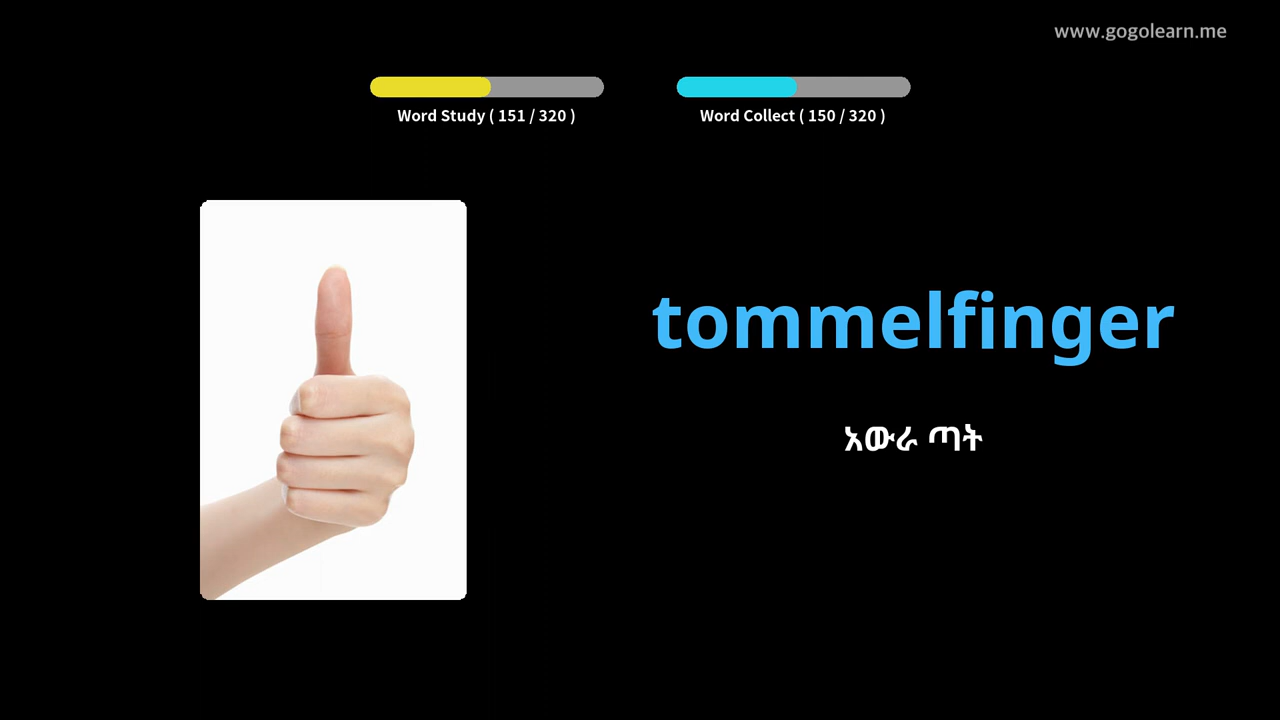 www.gogolearn.me
Word Study ( 151 / 320 )
Word Collect ( 150 / 320 )
tommelfinger
አውራ ጣት